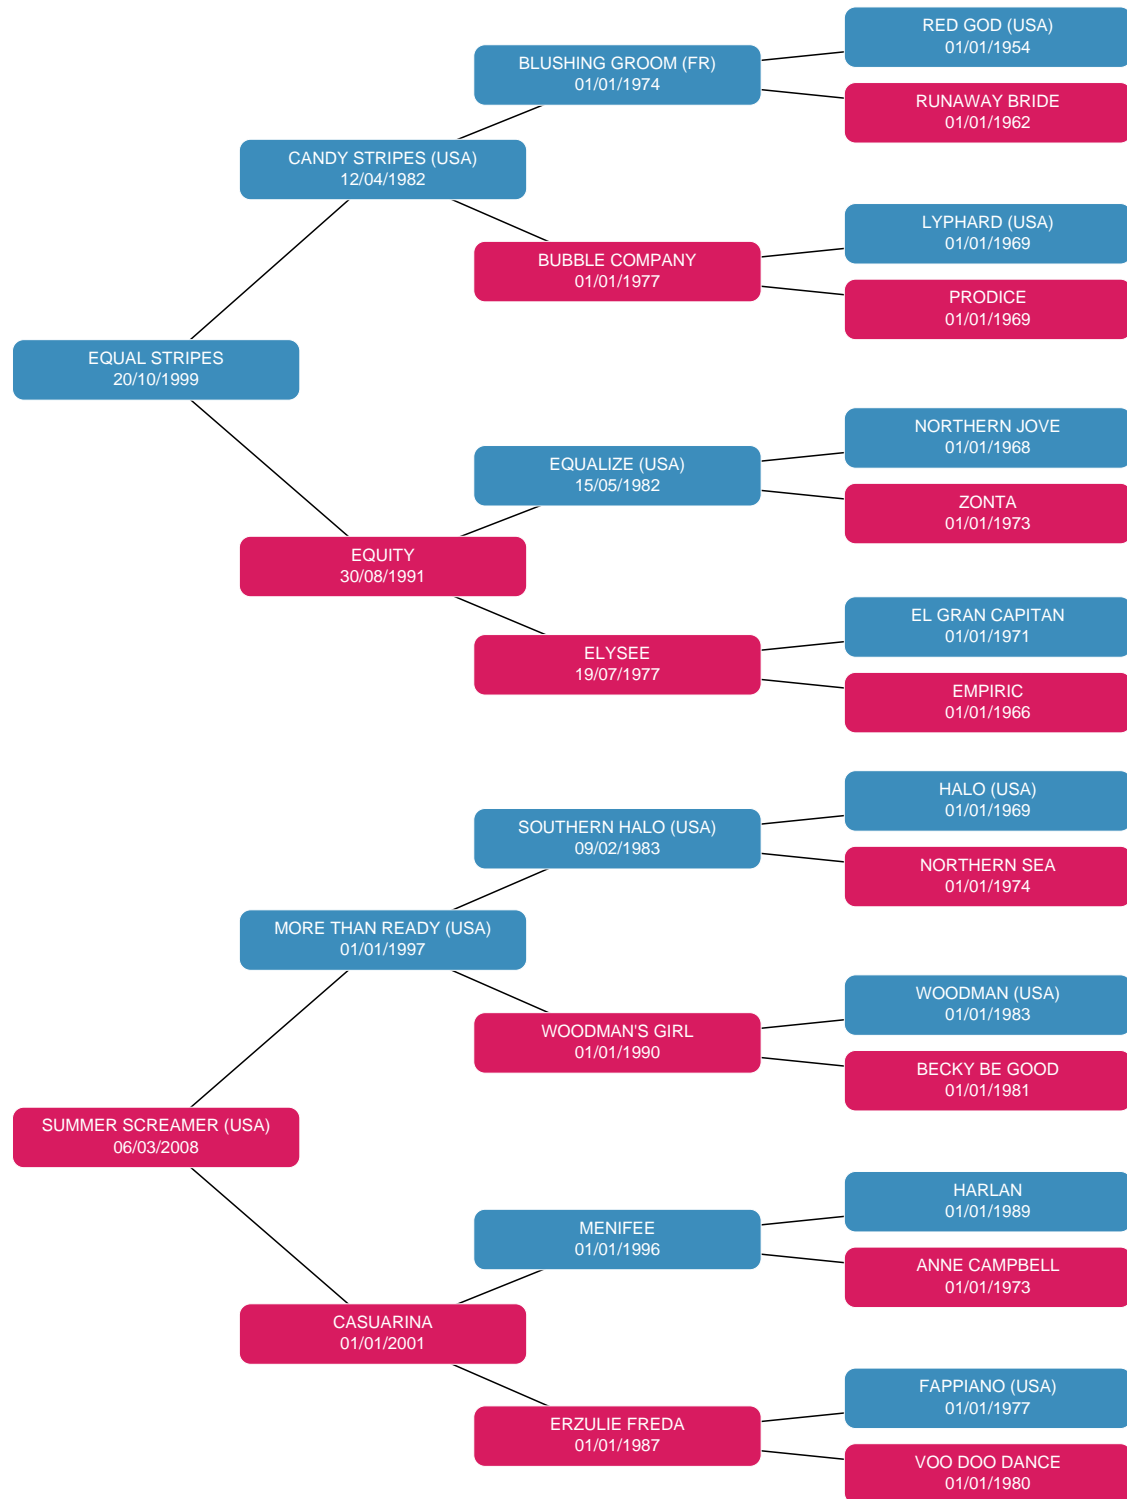 RED GOD (USA)
01/01/1954
BLUSHING GROOM (FR)
01/01/1974
RUNAWAY BRIDE
01/01/1962
CANDY STRIPES (USA)
12/04/1982
LYPHARD (USA)
01/01/1969
BUBBLE COMPANY
01/01/1977
PRODICE
01/01/1969
EQUAL STRIPES
20/10/1999
NORTHERN JOVE
01/01/1968
EQUALIZE (USA)
15/05/1982
ZONTA
01/01/1973
EQUITY
30/08/1991
EL GRAN CAPITAN
01/01/1971
ELYSEE
19/07/1977
EMPIRIC
01/01/1966
HALO (USA)
01/01/1969
SOUTHERN HALO (USA)
09/02/1983
NORTHERN SEA
01/01/1974
MORE THAN READY (USA)
01/01/1997
WOODMAN (USA)
01/01/1983
WOODMAN'S GIRL
01/01/1990
BECKY BE GOOD
01/01/1981
SUMMER SCREAMER (USA)
06/03/2008
HARLAN
01/01/1989
MENIFEE
01/01/1996
ANNE CAMPBELL
01/01/1973
CASUARINA
01/01/2001
FAPPIANO (USA)
01/01/1977
ERZULIE FREDA
01/01/1987
VOO DOO DANCE
01/01/1980